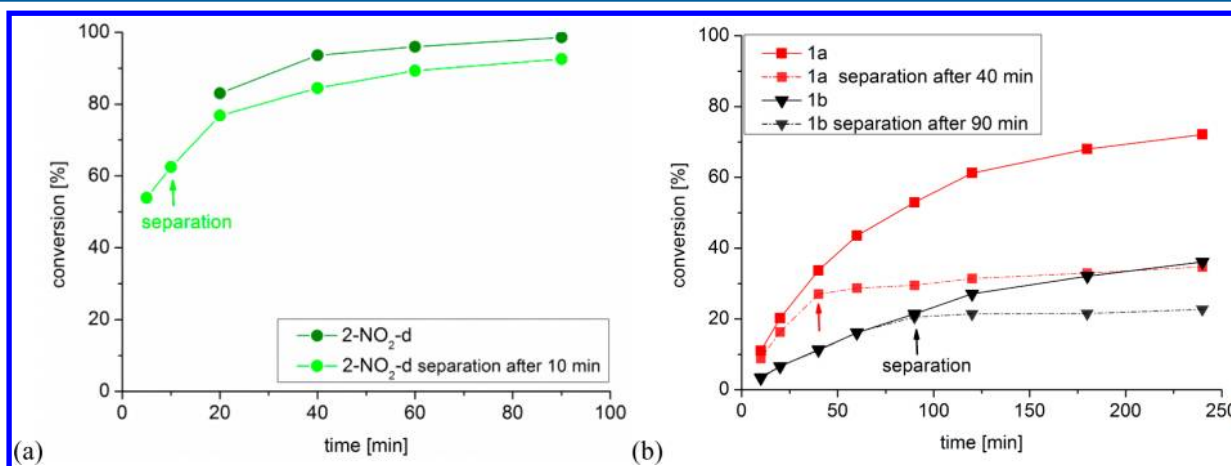 100
80
60
40
20
0
conversion [%]
0 20 40 60 80 100
time [min]
separation
2-NO2-d
2-NO2-d separation after 10 min
(a)
100
80
60
40
20
0
conversion [%]
0 50 100 150 200 250
time [min]
1a
1a separation after 40 min
1b
1b separation after 90 min
separation
(b)